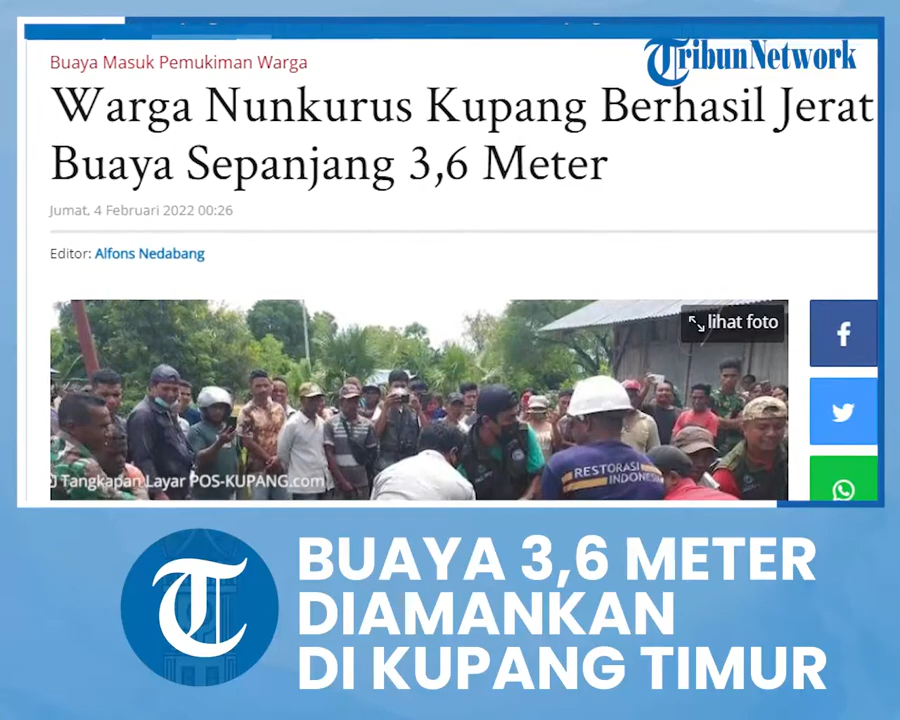 Buaya Masuk Pemukiman Warga
TribunNetwork
Warga Nunkurus Kupang Berhasil Jerat
Buaya Sepanjang 3,6 Meter
Jumat, 4 Februari 2022 00:26
Editor: Alfons Nedabang
lihat foto
RESTORASI
INDONESIA
Tangkapan Layar POS-KUPANG.com
T
BUAYA 3,6 METER
DIAMANKAN
DI KUPANG TIMUR